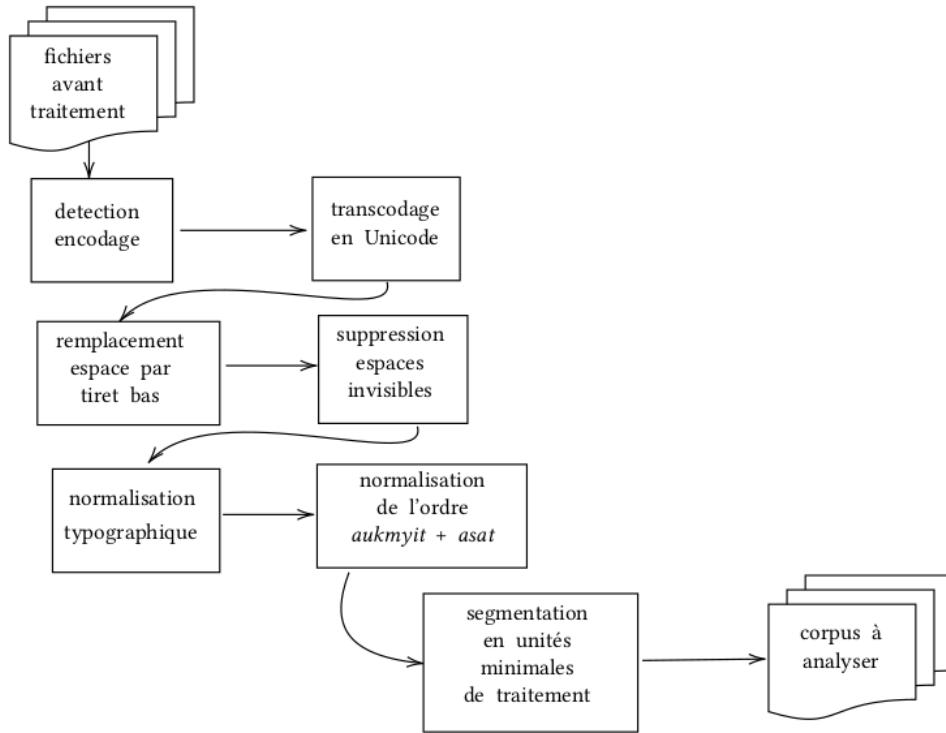 fichiers
avant
traitement
detection
encodage
transcodage
en Unicode
remplacement
espace par
tiret bas
suppression
espaces
invisibles
normalisation
typographique
normalisation
de l'ordre
aukmyit + asat
segmentation
en unités
minimales
de traitement
corpus à
analyser